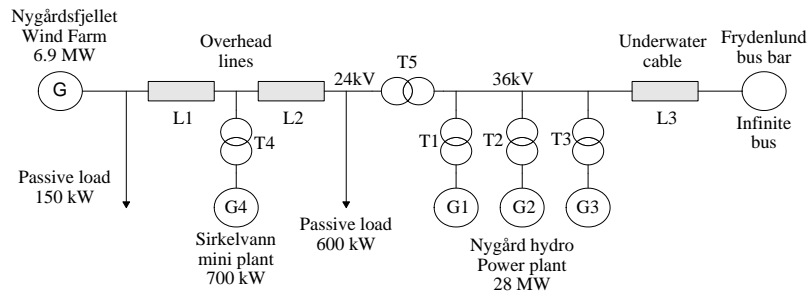 Nygårdsfjellet
Wind Farm
6.9 MW
G
Overhead
lines
L1
L2
T4
G4
24kV
T5
36kV
T1
T2
T3
G1
G2
G3
Underwater
cable
L3
Frydenlund
bus bar
Infinite
bus
Passive load
150 kW
Sirkelvann
mini plant
700 kW
Passive load
600 kW
Nygård hydro
Power plant
28 MW